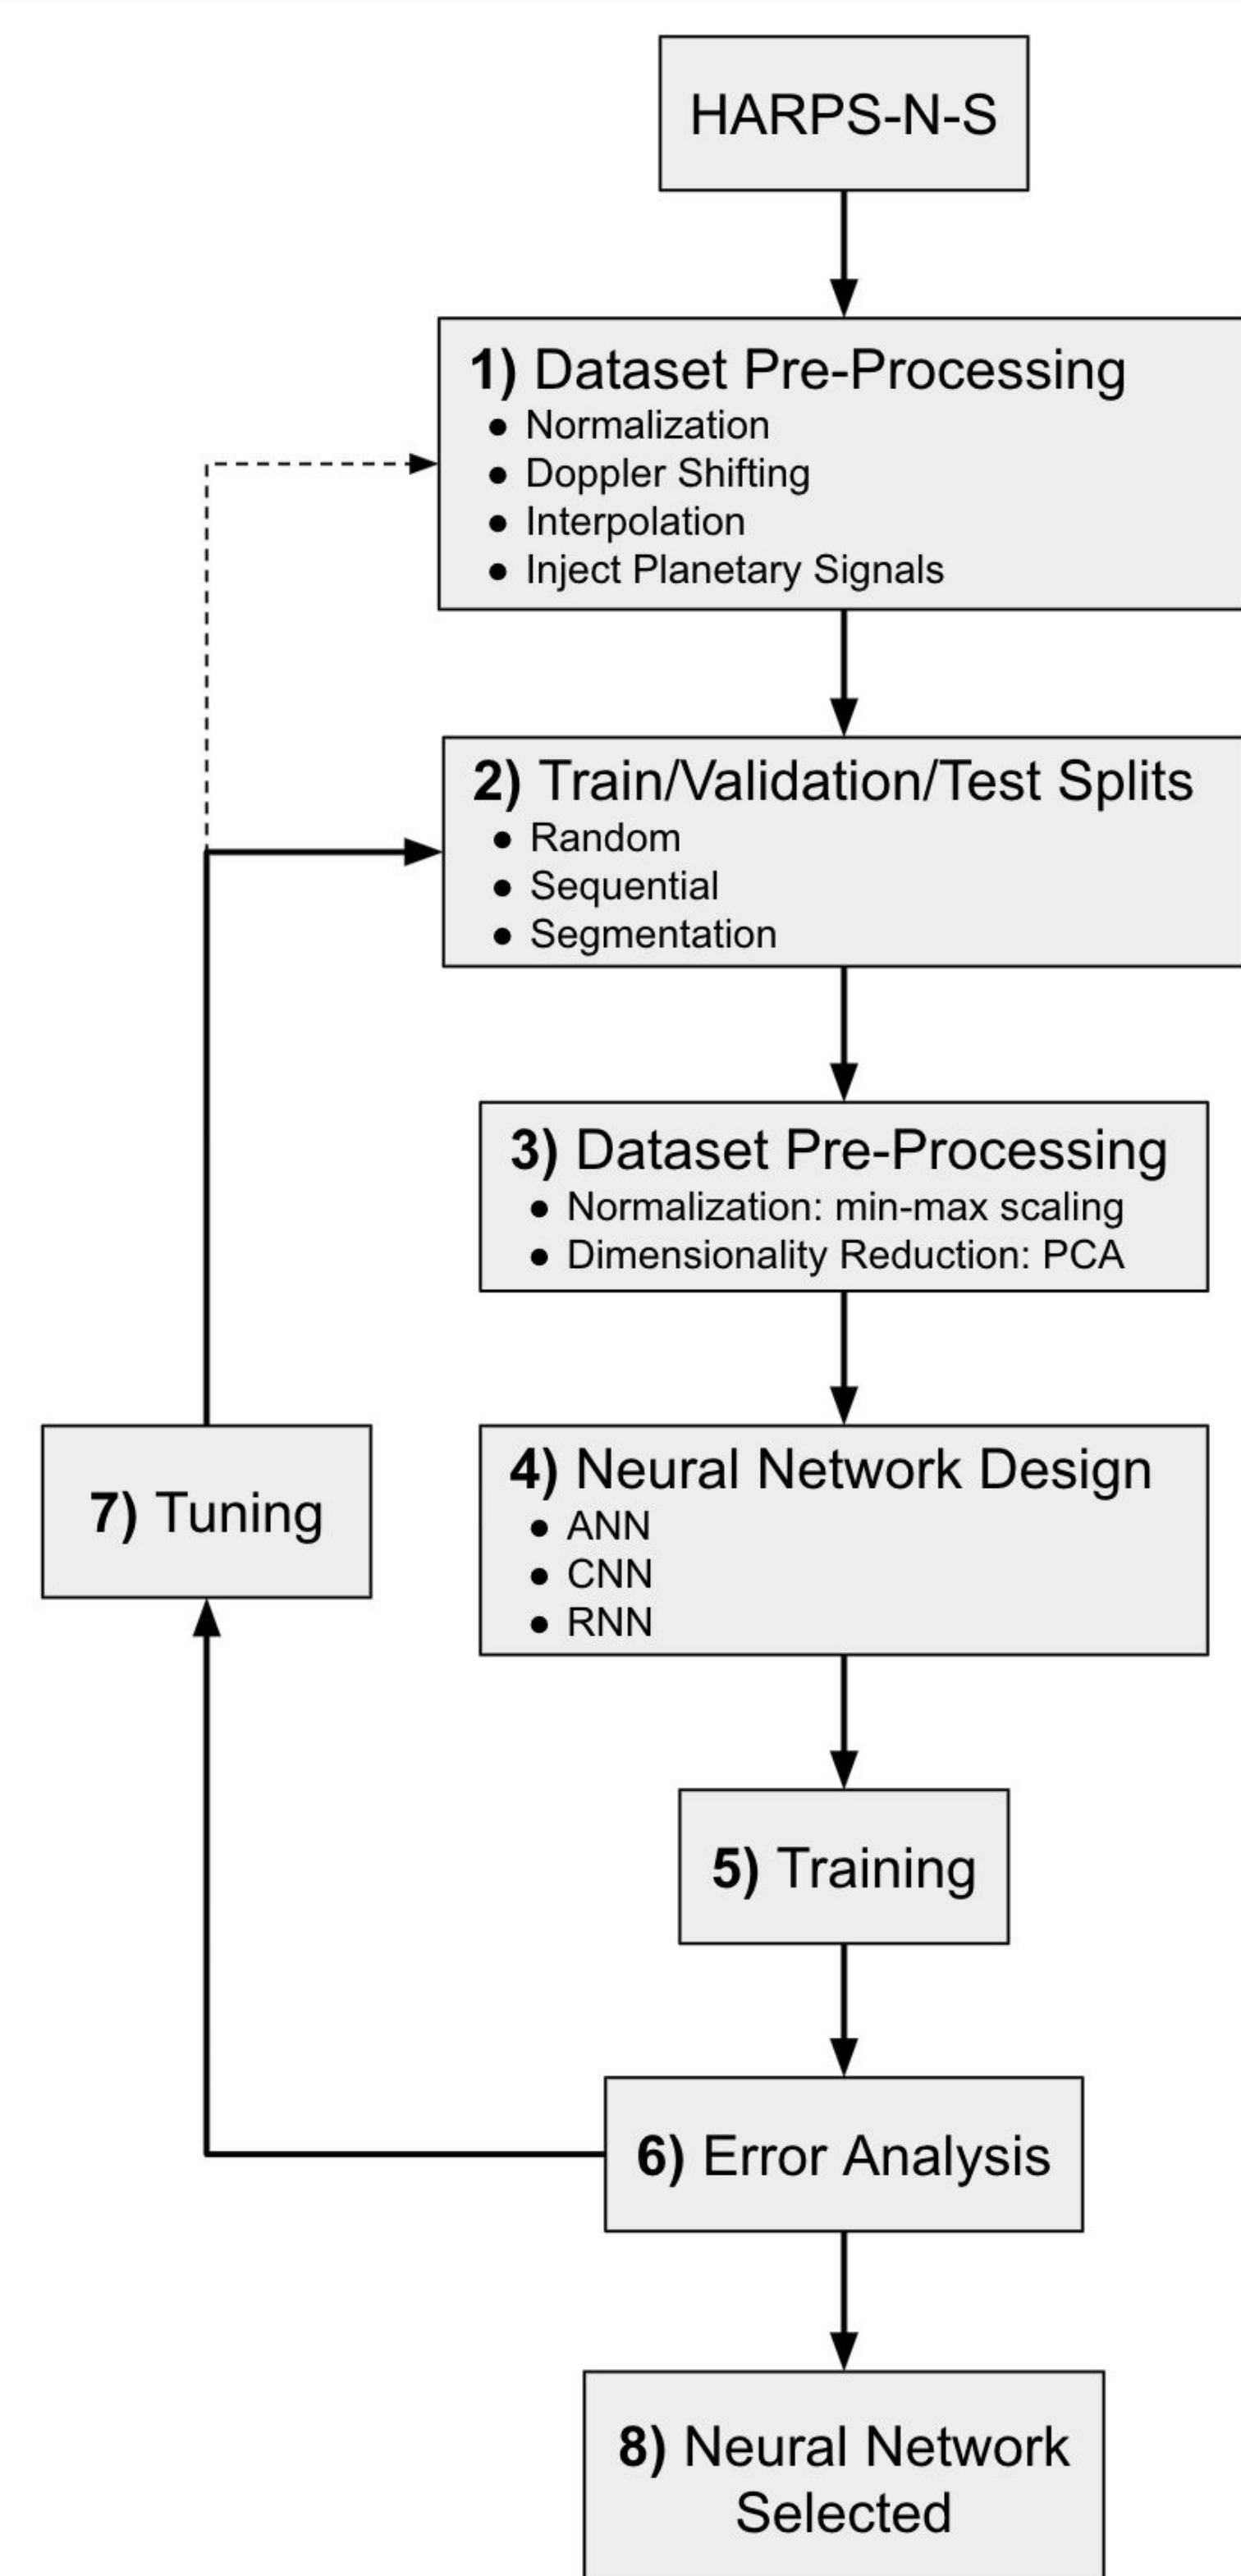 HARPS-N-S
1) Dataset Pre-Processing
● Normalization
● Doppler Shifting
● Interpolation
● Inject Planetary Signals
2) Train/Validation/Test Splits
● Random
● Sequential
● Segmentation
3) Dataset Pre-Processing
● Normalization: min-max scaling
● Dimensionality Reduction: PCA
4) Neural Network Design
● ANN
● CNN
● RNN
7) Tuning
5) Training
6) Error Analysis
8) Neural Network
Selected